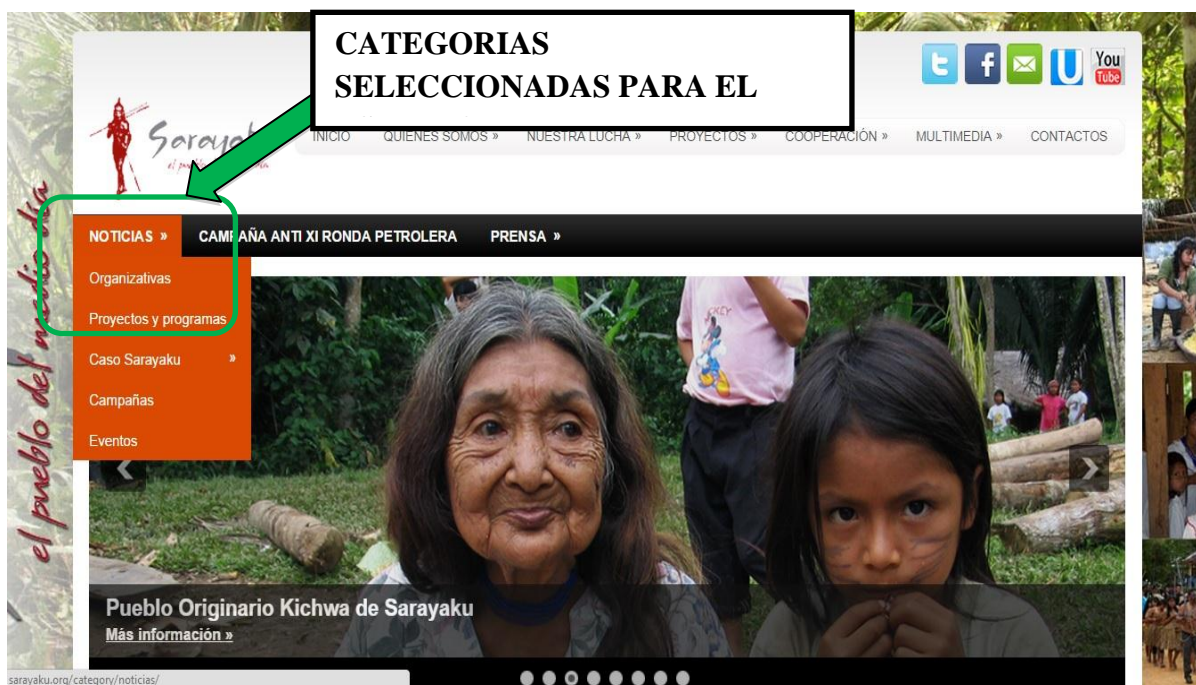 CATEGORIAS
SELECCIONADAS PARA EL
You
Tube
INICIO QUIENES SOMOS » NUESTRA LUCHA » PROYECTOS » COOPERACIÓN » MULTIMEDIA » CONTACTOS
el pueblo del medio día
NOTICIAS » CAMPAÑA ANTI XI RONDA PETROLERA PRENSA »
Organizativas
Proyectos y programas
Caso Sarayaku »
Campañas
Eventos
Pueblo Originario Kichwa de Sarayaku
Más información »
sarayaku.org/category/noticias/